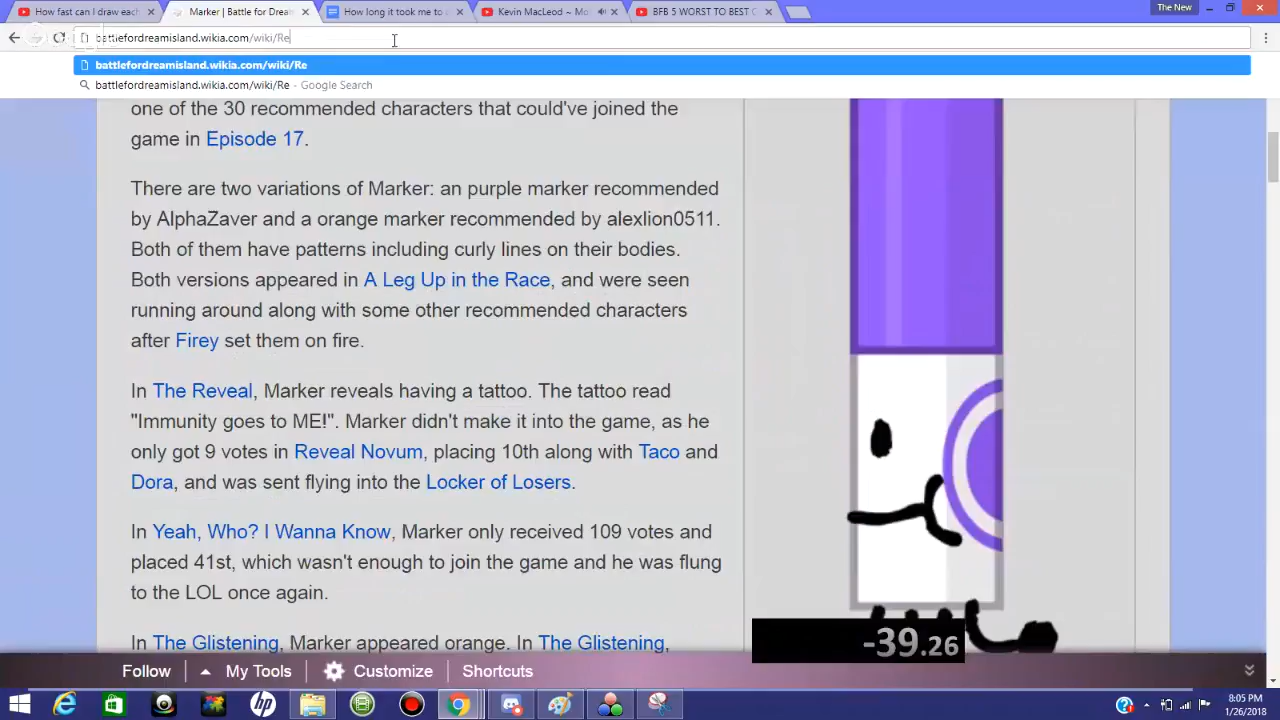 How fast can I draw each
Marker | Battle for Dream
How long it took me to a
Kevin MacLeod ~ Mo
BFB 5 WORST TO BEST C
The New
battlefordreamisland.wikia.com/wiki/Re
battlefordreamisland.wikia.com/wiki/Re
battlefordreamisland.wikia.com/wiki/Re - Google Search
one of the 30 recommended characters that could've joined the
game in Episode 17.
There are two variations of Marker: an purple marker recommended
by AlphaZaver and a orange marker recommended by alexlion0511.
Both of them have patterns including curly lines on their bodies.
Both versions appeared in A Leg Up in the Race, and were seen
running around along with some other recommended characters
after Firey set them on fire.
In The Reveal, Marker reveals having a tattoo. The tattoo read
"Immunity goes to ME!". Marker didn't make it into the game, as he
only got 9 votes in Reveal Novum, placing 10th along with Taco and
Dora, and was sent flying into the Locker of Losers.
In Yeah, Who? I Wanna Know, Marker only received 109 votes and
placed 41st, which wasn't enough to join the game and he was flung
to the LOL once again.
In The Glistening, Marker appeared orange. In The Glistening,
-39.26
Follow My Tools Customize Shortcuts
8:05 PM
1/26/2018